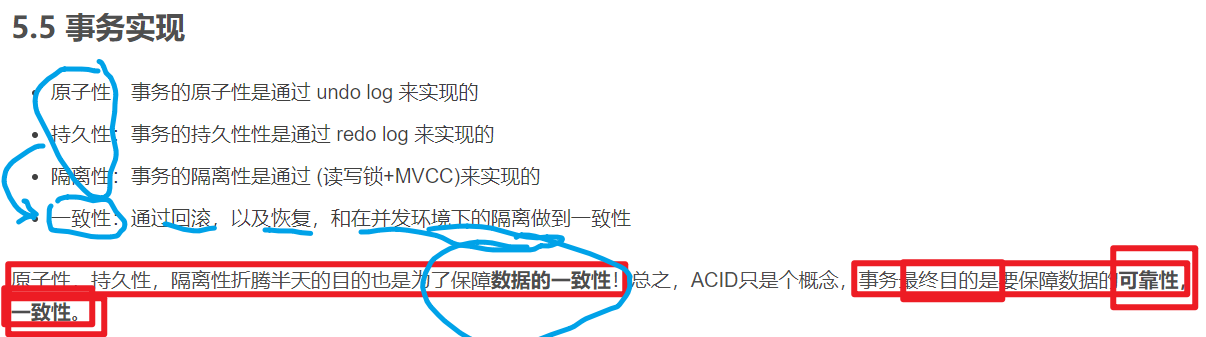 5.5 事务实现
原子性：事务的原子性是通过 undo log 来实现的
持久性：事务的持久性性是通过 redo log 来实现的
隔离性：事务的隔离性是通过 (读写锁+MVCC)来实现的
一致性：通过回滚，以及恢复，和在并发环境下的隔离做到一致性
原子性，持久性，隔离性折腾半天的目的也是为了保障数据的一致性！总之，ACID只是个概念，事务最终目的是要保障数据的可靠性，
一致性。